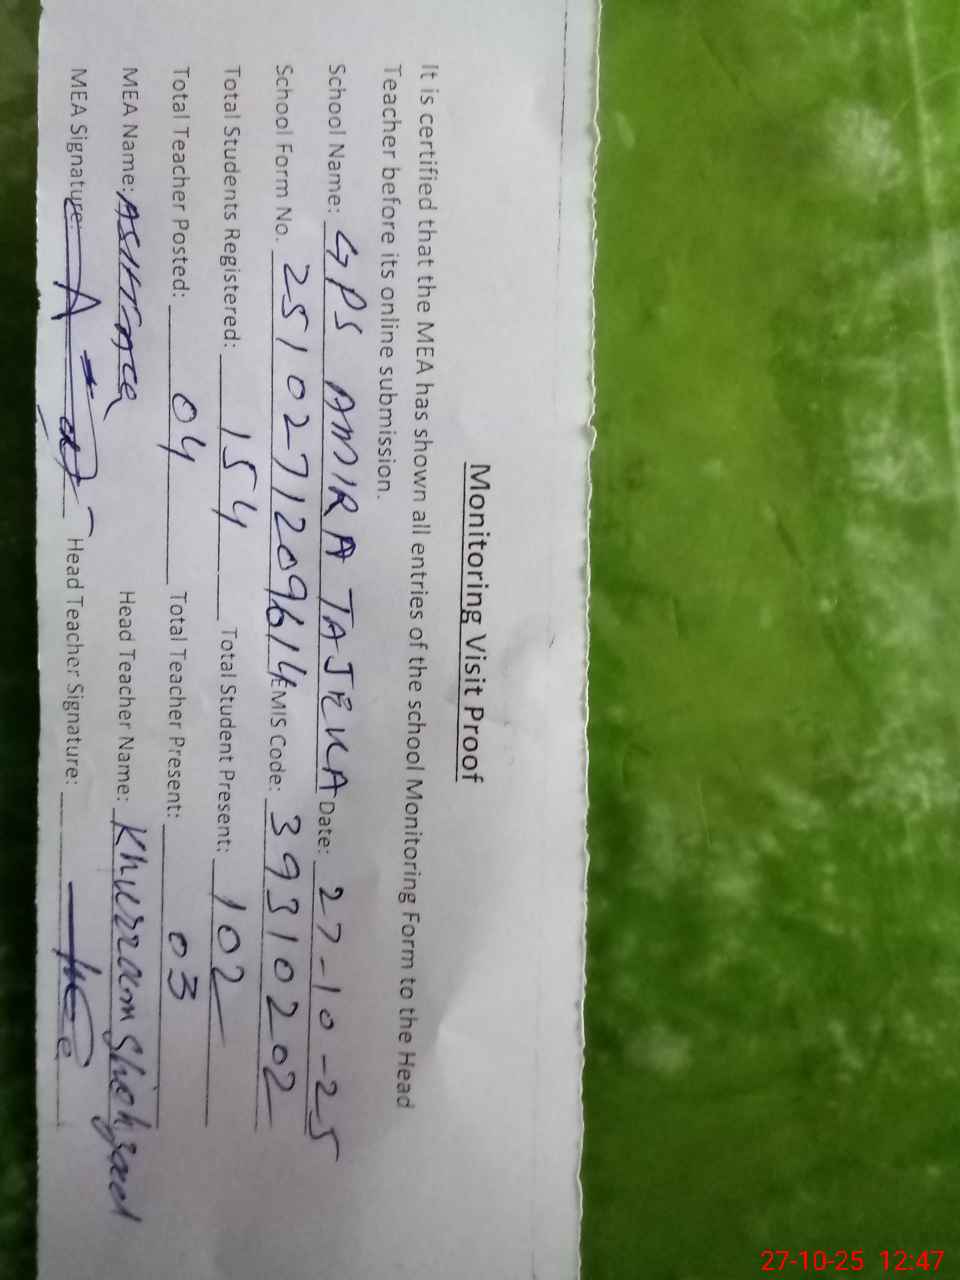 Monitoring Visit Proof
It is certified that the MEA has shown all entries of the school Monitoring Form to the Head
Teacher before its online submission.
School Name: GPS AMIRA TAJEKA Date: 27-10-25
School Form No. 2510271209614 EMIS Code: 39310202
Total Students Registered: 154 Total Student Present: 102
Total Teacher Posted: 04 Total Teacher Present: 03
MEA Name: Head Teacher Name: Khurram Shehzad
MEA Signature: Head Teacher Signature:
27-10-25 12:47